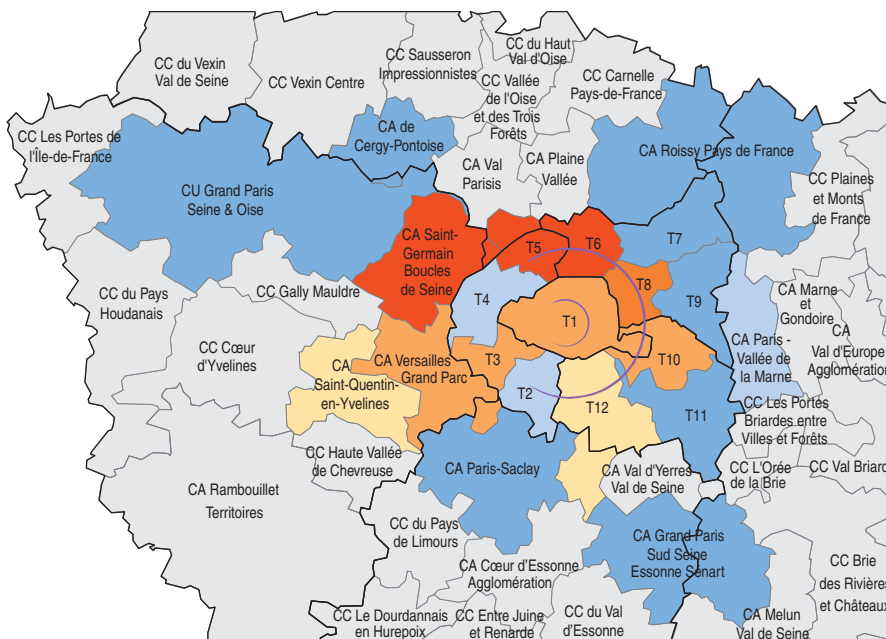 CC du Vexin
Val de Seine
CC Vexin Centre
CC Sausseron
Impressionnistes
CC du Haut
Val d'Oise
CC Vallée
de l'Oise
et des Trois
Forêts
CC Carnelle
Pays-de-France
CC Les Portes de
l'Île-de-France
CA de
Cergy-Pontoise
CA Val
Parisis
CA Plaine
Vallée
CA Roissy Pays de France
CC Plaines
et Monts
de France
CU Grand Paris
Seine & Oise
CA Saint-
Germain
Boucles
de Seine
T5
T6
T7
T8
T9
T4
T1
CC du Pays
Houdanais
CC Gally Mauldre
CA Marne
et
Gondoire
CC Cœur
d'Yvelines
CA
Saint-Quentin-
en-Yvelines
CA Versailles
Grand Parc
T3
T10
CA Paris -
Vallée de
la Marne
CA
Val d'Europe
Agglomération
T2
T12
T11
CC Les Portes
Briardes entre
Villes et Forêts
CC Haute Vallée
de Chevreuse
CA Paris-Saclay
CA Val d'Yerres
Val de Seine
CC L'Orée
de la Brie
CC Val Briard
CA Rambouillet
Territoires
CC du Pays
de Limours
CA Grand Paris
Sud Seine
Essonne Sénart
CA Cœur d'Essonne
Agglomération
CC Brie
des Rivières
et Châteaux
CC Le Dourdannais
en Hurepoix
CC Entre Juine
et Renarde
CC du Val
d'Essonne
CA Melun
Val de Seine